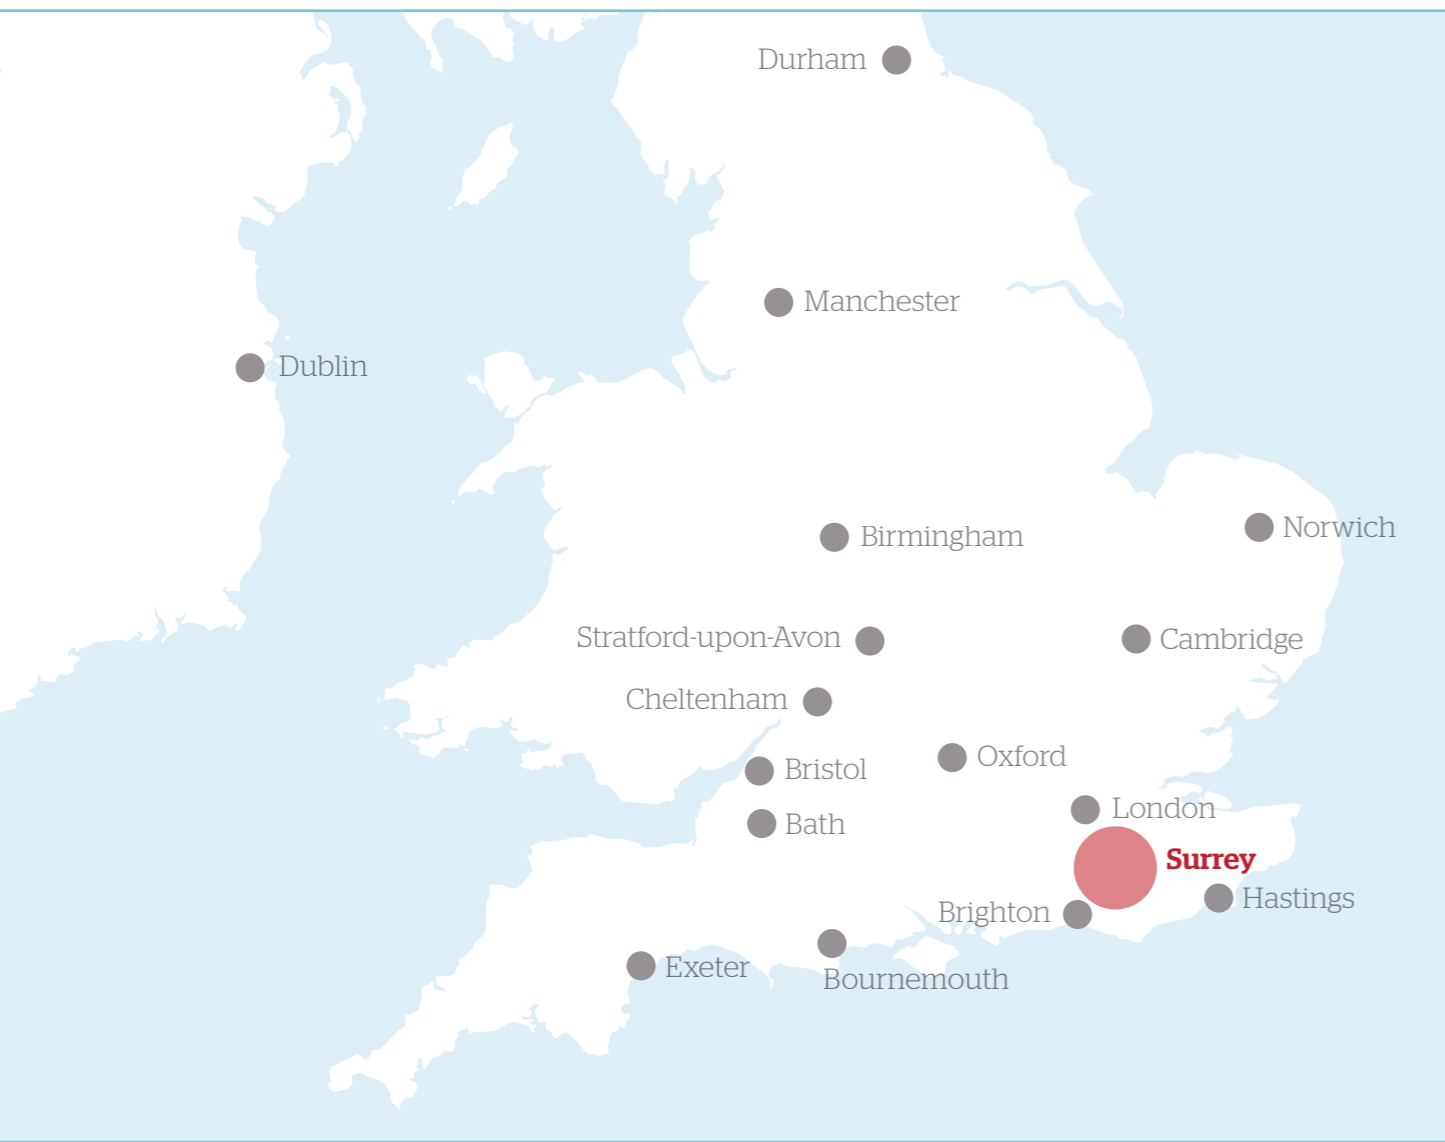 Durham
Manchester
Dublin
Norwich
Birmingham
Stratford-upon-Avon
Cambridge
Cheltenham
Oxford
Bristol
London
Bath
Surrey
Hastings
Brighton
Exeter
Bournemouth